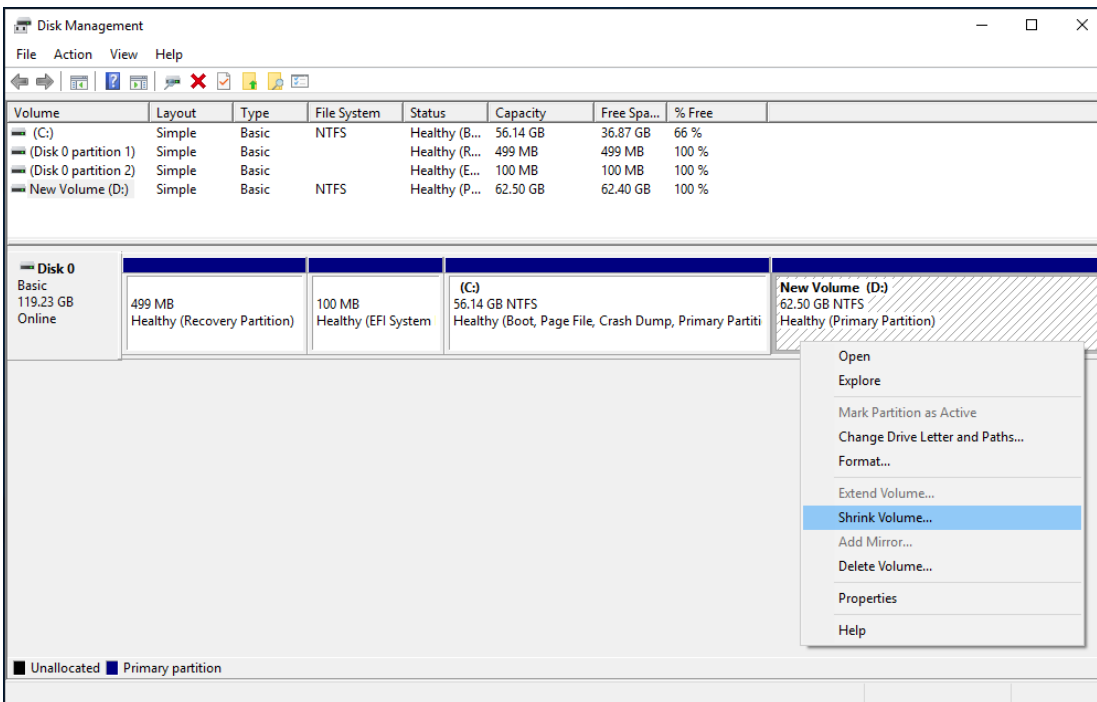 Disk Management
File Action View Help
Volume Layout Type File System Status Capacity Free Spa... % Free
(C:) Simple Basic NTFS Healthy (B... 56.14 GB 36.87 GB 66 %
(Disk 0 partition 1) Simple Basic Healthy (R... 499 MB 499 MB 100 %
(Disk 0 partition 2) Simple Basic Healthy (E... 100 MB 100 MB 100 %
New Volume (D:) Simple Basic NTFS Healthy (P... 62.50 GB 62.40 GB 100 %
Disk 0
Basic
119.23 GB
Online
499 MB
Healthy (Recovery Partition)
100 MB
Healthy (EFI System
(C:)
56.14 GB NTFS
Healthy (Boot, Page File, Crash Dump, Primary Partiti
New Volume (D:)
62.50 GB NTFS
Healthy (Primary Partition)
Open
Explore
Mark Partition as Active
Change Drive Letter and Paths...
Format...
Extend Volume...
Shrink Volume...
Add Mirror...
Delete Volume...
Properties
Help
Unallocated Primary partition